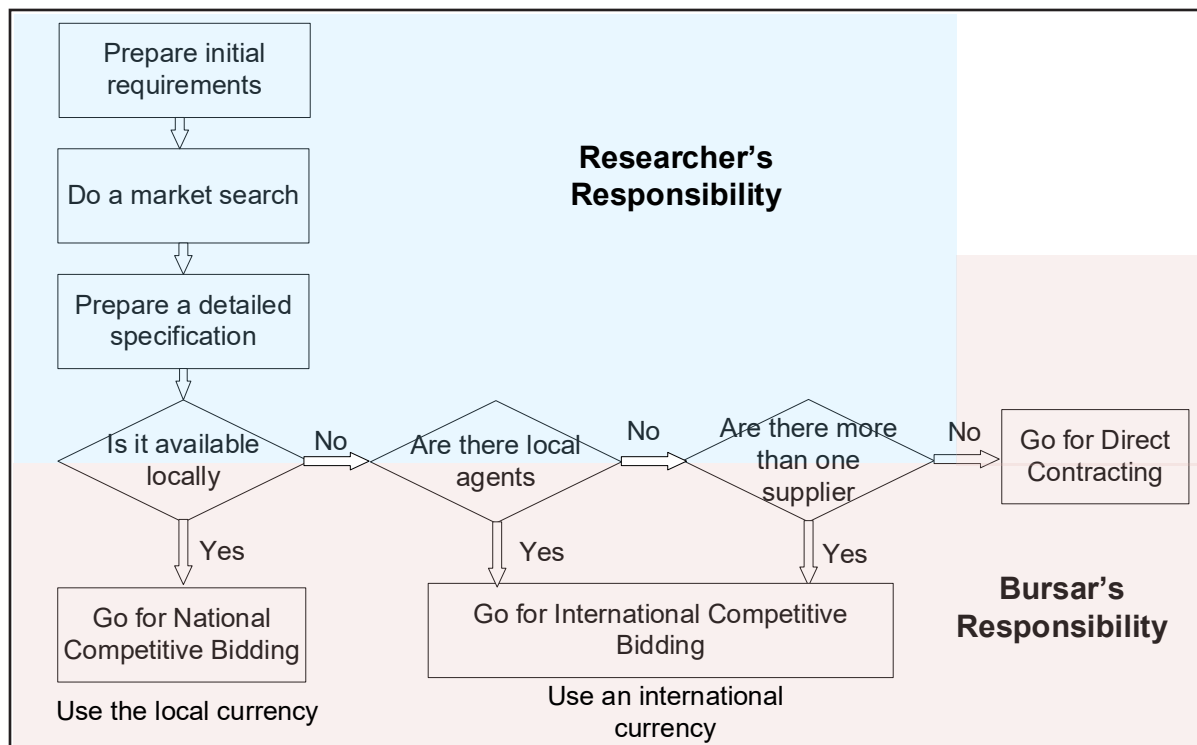 Prepare initial
requirements
Do a market search
Researcher's
Responsibility
Prepare a detailed
specification
Is it available
locally
No
Are there local
agents
No
Are there more
than one
supplier
No
Go for Direct
Contracting
Yes
Yes
Yes
Go for National
Competitive Bidding
Go for International Competitive
Bidding
Bursar's
Responsibility
Use the local currency
Use an international
currency